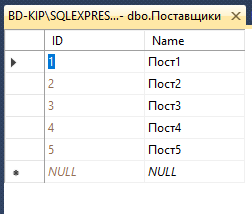 BD-KIP\SQLEXPRES...- dbo.Поставщики
ID Name
1 Пост1
2 Пост2
3 Пост3
4 Пост4
5 Пост5
NULL NULL